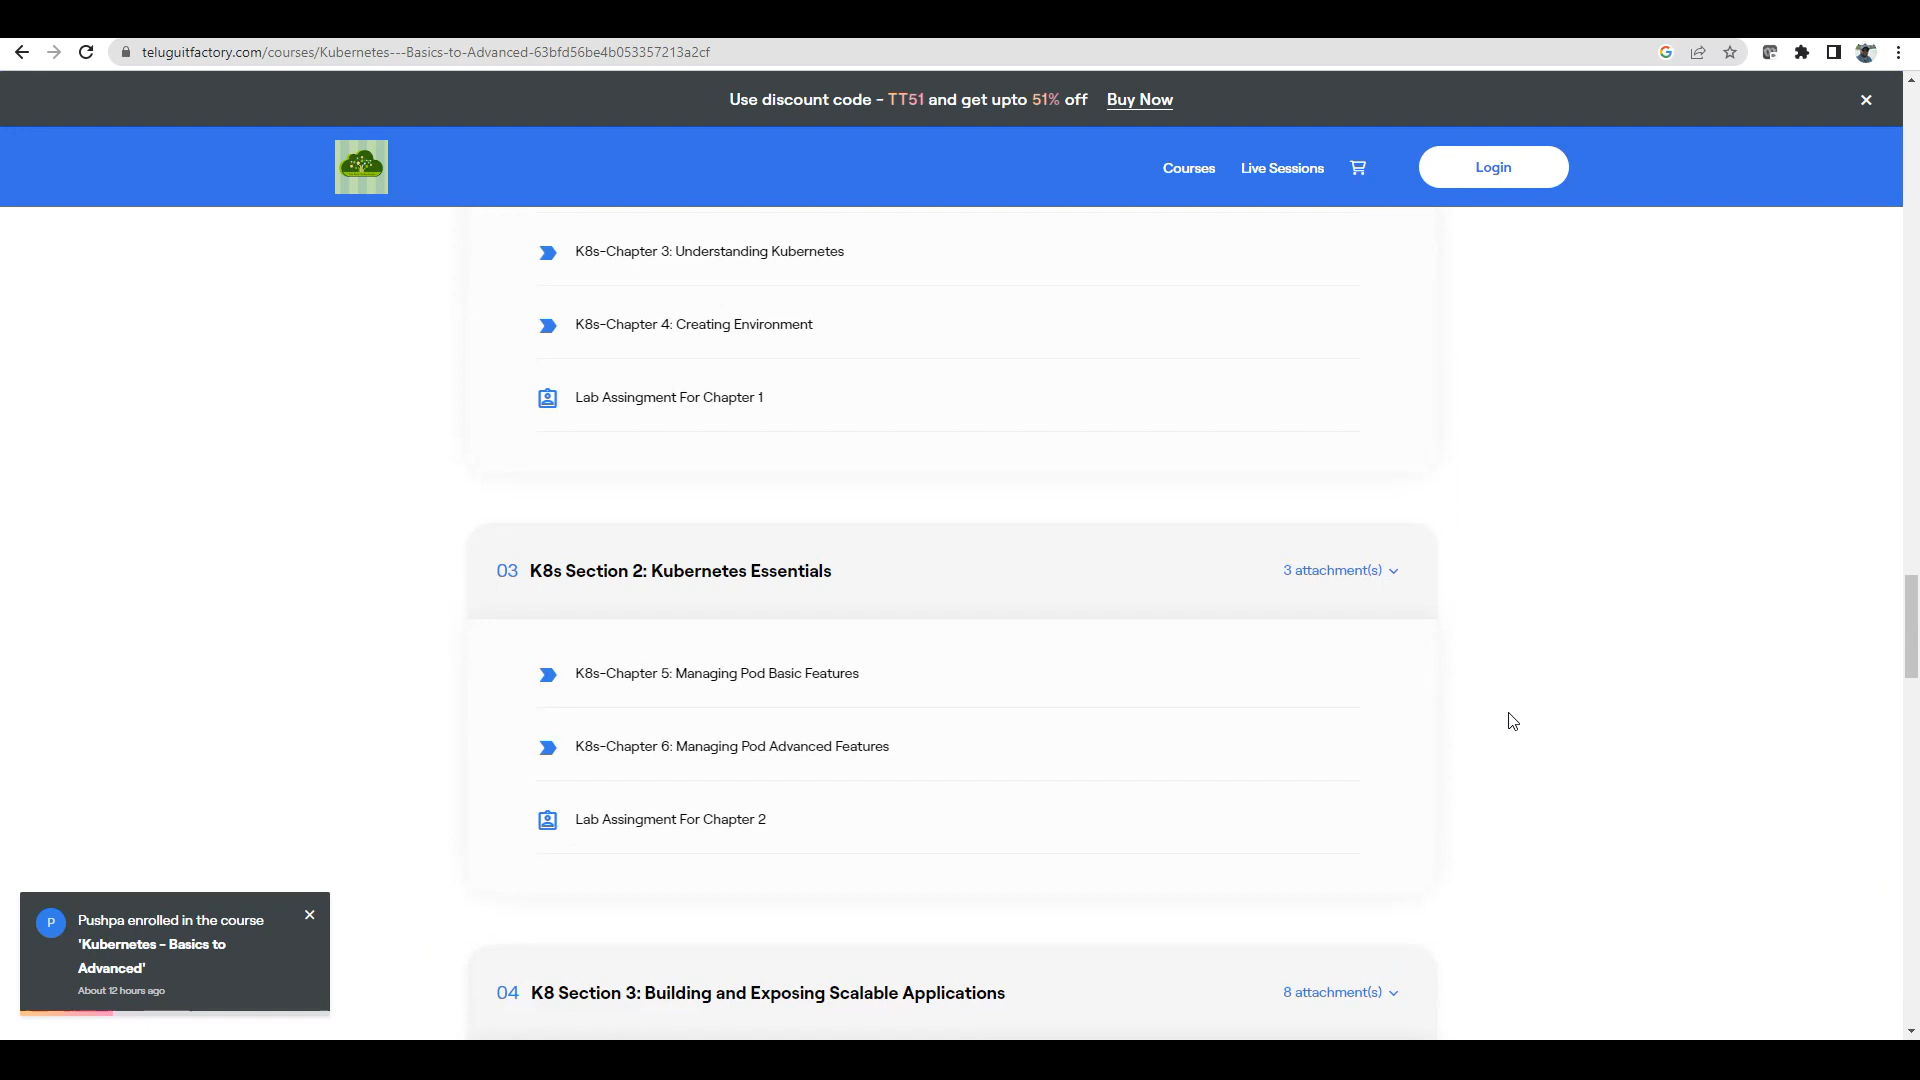 teluguitfactory.com/courses/Kubernetes---Basics-to-Advanced-63bfd56be4b053357213a2cf
Use discount code - TT51 and get upto 51% off Buy Now
Courses Live Sessions Login
K8s-Chapter 3: Understanding Kubernetes
K8s-Chapter 4: Creating Environment
Lab Assingment For Chapter 1
03 K8s Section 2: Kubernetes Essentials 3 attachment(s)
K8s-Chapter 5: Managing Pod Basic Features
K8s-Chapter 6: Managing Pod Advanced Features
Lab Assingment For Chapter 2
P
Pushpa enrolled in the course
'Kubernetes - Basics to
Advanced'
About 12 hours ago
04 K8 Section 3: Building and Exposing Scalable Applications 8 attachment(s)